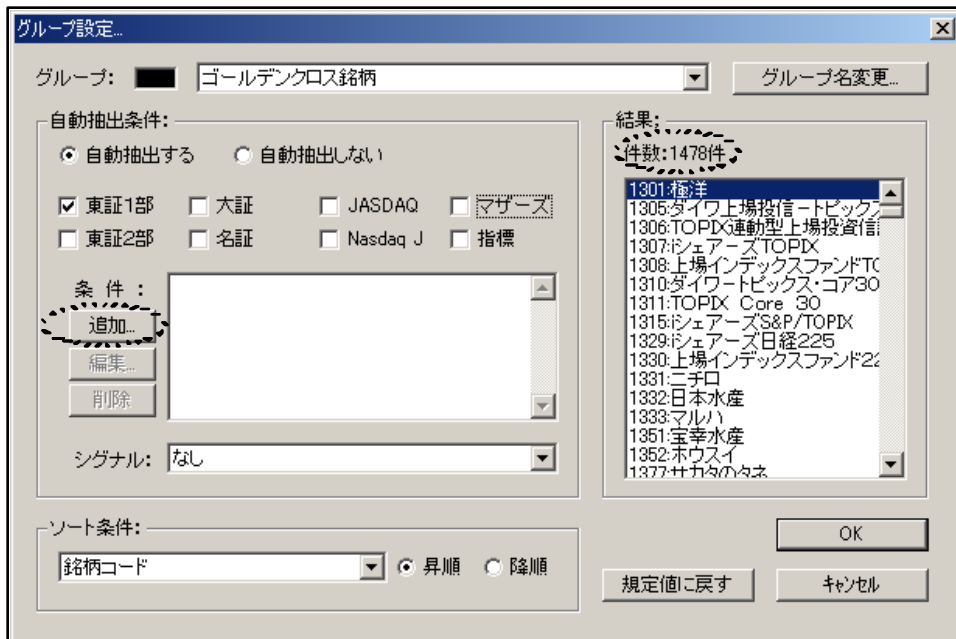 グループ設定...
グループ: ゴールデンクロス銘柄 グループ名変更...
自動抽出条件:
自動抽出する 自動抽出しない
東証1部 大証 JASDAQ マザーズ
東証2部 名証 Nasdaq J 指標
条 件 :
追加...
編集...
削除
シグナル: なし
結果:
件数:1478件
1301:極洋
1305:ダイワ上場投信－トピックス
1306:TOPIX連動型上場投資信託
1307:iシェアーズTOPIX
1308:上場インデックスファンドTO
1310:ダイワートピックス・コア30
1311:TOPIX Core 30
1315:iシェアーズS&P/TOPIX
1329:iシェアーズ日経225
1330:上場インデックスファンド22
1331:ニチロ
1332:日本水産
1333:マルハ
1351:宝幸水産
1352:ホウスイ
1377:サカタのタネ
ソート条件:
銘柄コード 昇順 降順
OK
規定値に戻す キャンセル